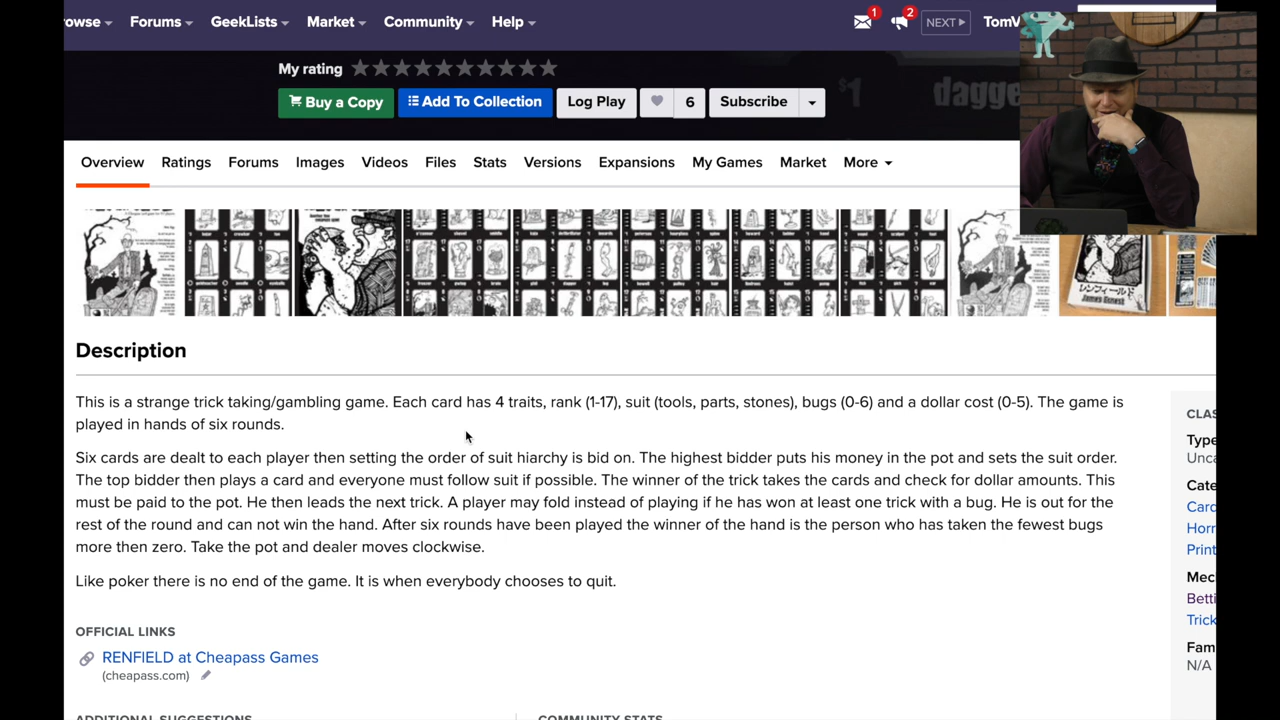 owse Forums GeekLists Market Community Help 1 2 NEXT TomV
My rating
Buy a Copy Add To Collection Log Play 6 Subscribe
$1 dagge
Overview Ratings Forums Images Videos Files Stats Versions Expansions My Games Market More
レンフィールド
James Ernest
Description
This is a strange trick taking/gambling game. Each card has 4 traits, rank (1-17), suit (tools, parts, stones), bugs (0-6) and a dollar cost (0-5). The game is
played in hands of six rounds.
Six cards are dealt to each player then setting the order of suit hiarchy is bid on. The highest bidder puts his money in the pot and sets the suit order.
The top bidder then plays a card and everyone must follow suit if possible. The winner of the trick takes the cards and check for dollar amounts. This
must be paid to the pot. He then leads the next trick. A player may fold instead of playing if he has won at least one trick with a bug. He is out for the
rest of the round and can not win the hand. After six rounds have been played the winner of the hand is the person who has taken the fewest bugs
more then zero. Take the pot and dealer moves clockwise.
Like poker there is no end of the game. It is when everybody chooses to quit.
OFFICIAL LINKS
RENFIELD at Cheapass Games
(cheapass.com)
ADDITIONAL SUGGESTIONS COMMUNITY STATS
CLAS
Type
Unca
Cate
Card
Horr
Print
Mec
Betti
Trick
Fam
N/A